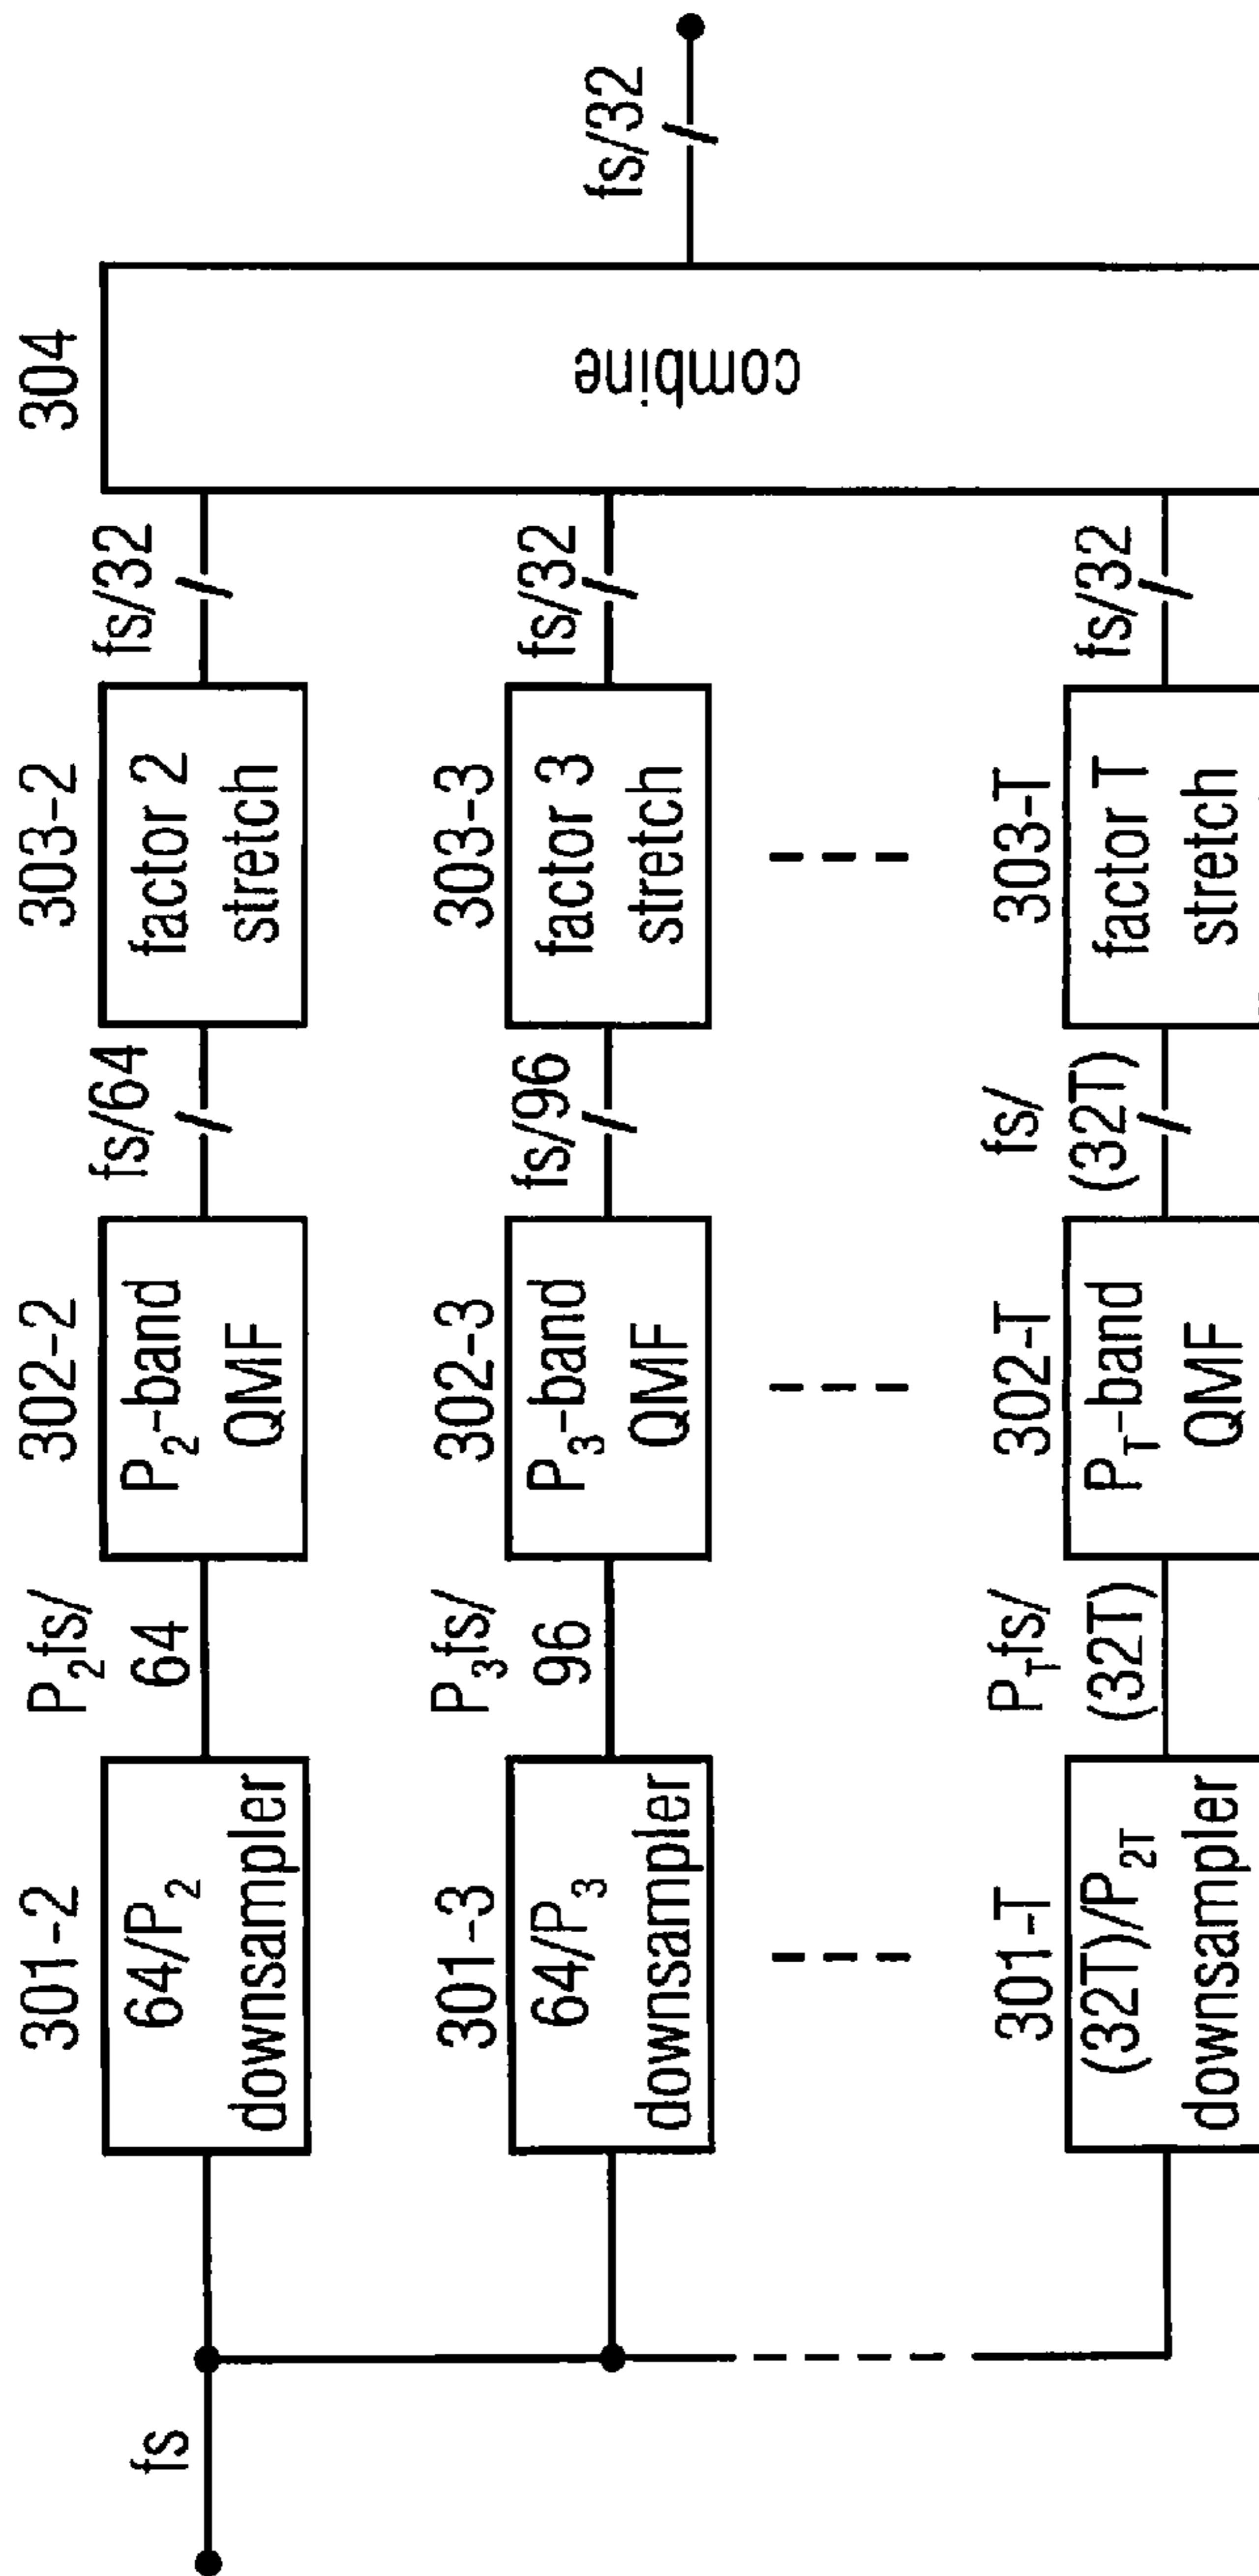 fs
301-2
64/P₂
downsampler
P₂fs/
64
302-2
P₂-band
QMF
fs/64
303-2
factor 2
stretch
fs/32
304
combine
fs/32
301-3
64/P₃
downsampler
P₃fs/
96
302-3
P₃-band
QMF
fs/96
303-3
factor 3
stretch
fs/32
301-T
(32T)/P₂T
downsampler
PTfs/
(32T)
302-T
PT-band
QMF
fs/
(32T)
303-T
factor T
stretch
fs/32